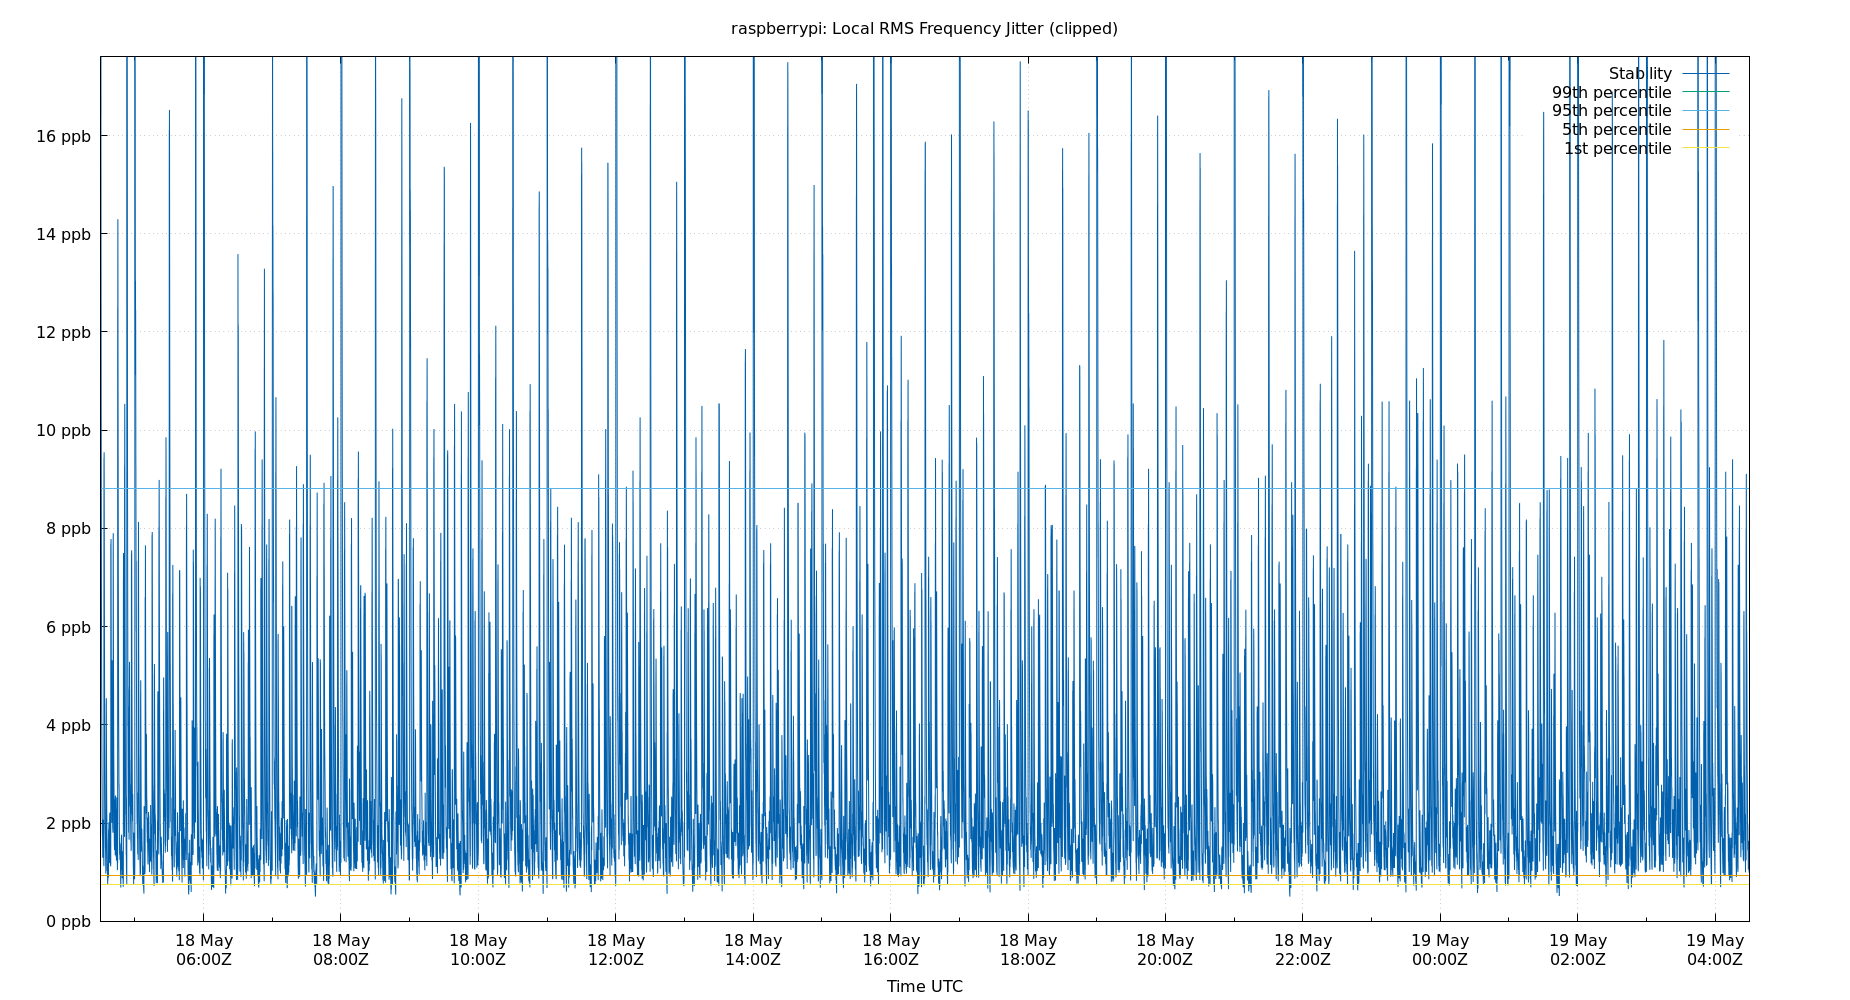 raspberrypi: Local RMS Frequency Jitter (clipped)
Stability
99th percentile
95th percentile
5th percentile
1st percentile
16 ppb
14 ppb
12 ppb
10 ppb
8 ppb
6 ppb
4 ppb
2 ppb
0 ppb
18 May 18 May 18 May 18 May 18 May 18 May 18 May 18 May 18 May 19 May 19 May 19 May
06:00Z 08:00Z 10:00Z 12:00Z 14:00Z 16:00Z 18:00Z 20:00Z 22:00Z 00:00Z 02:00Z 04:00Z
Time UTC